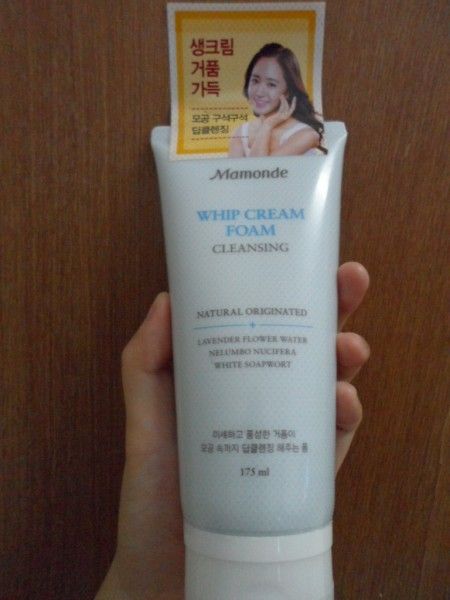 생크림
거품
가득
모공 구석구석
딥클렌징
Mamonde
WHIP CREAM
FOAM
CLEANSING
NATURAL ORIGINATED
LAVENDER FLOWER WATER
NELUMBO NUCIFERA
WHITE SOAPWORT
미세하고 풍성한 거품이
모공 속까지 딥클렌징 해주는 폼
175 ml